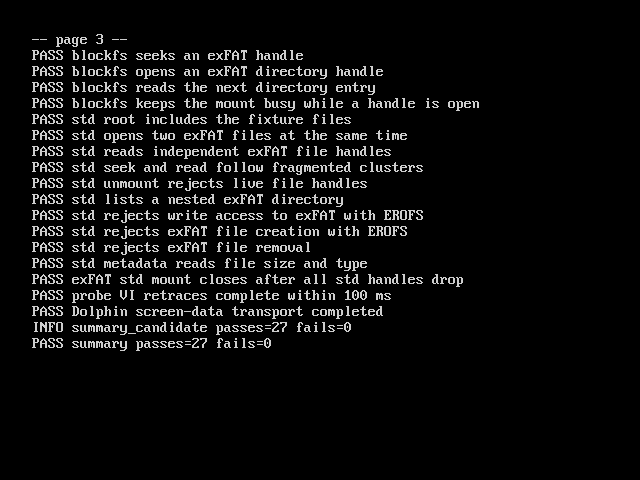 -- page 3 --
PASS blockfs seeks an exFAT handle
PASS blockfs opens an exFAT directory handle
PASS blockfs reads the next directory entry
PASS blockfs keeps the mount busy while a handle is open
PASS std root includes the fixture files
PASS std opens two exFAT files at the same time
PASS std reads independent exFAT file handles
PASS std seek and read follow fragmented clusters
PASS std unmount rejects live file handles
PASS std lists a nested exFAT directory
PASS std rejects write access to exFAT with EROFS
PASS std rejects exFAT file creation with EROFS
PASS std rejects exFAT file removal
PASS std metadata reads file size and type
PASS exFAT std mount closes after all std handles drop
PASS probe VI retraces complete within 100 ms
PASS Dolphin screen-data transport completed
INFO summary_candidate passes=27 fails=0
PASS summary passes=27 fails=0